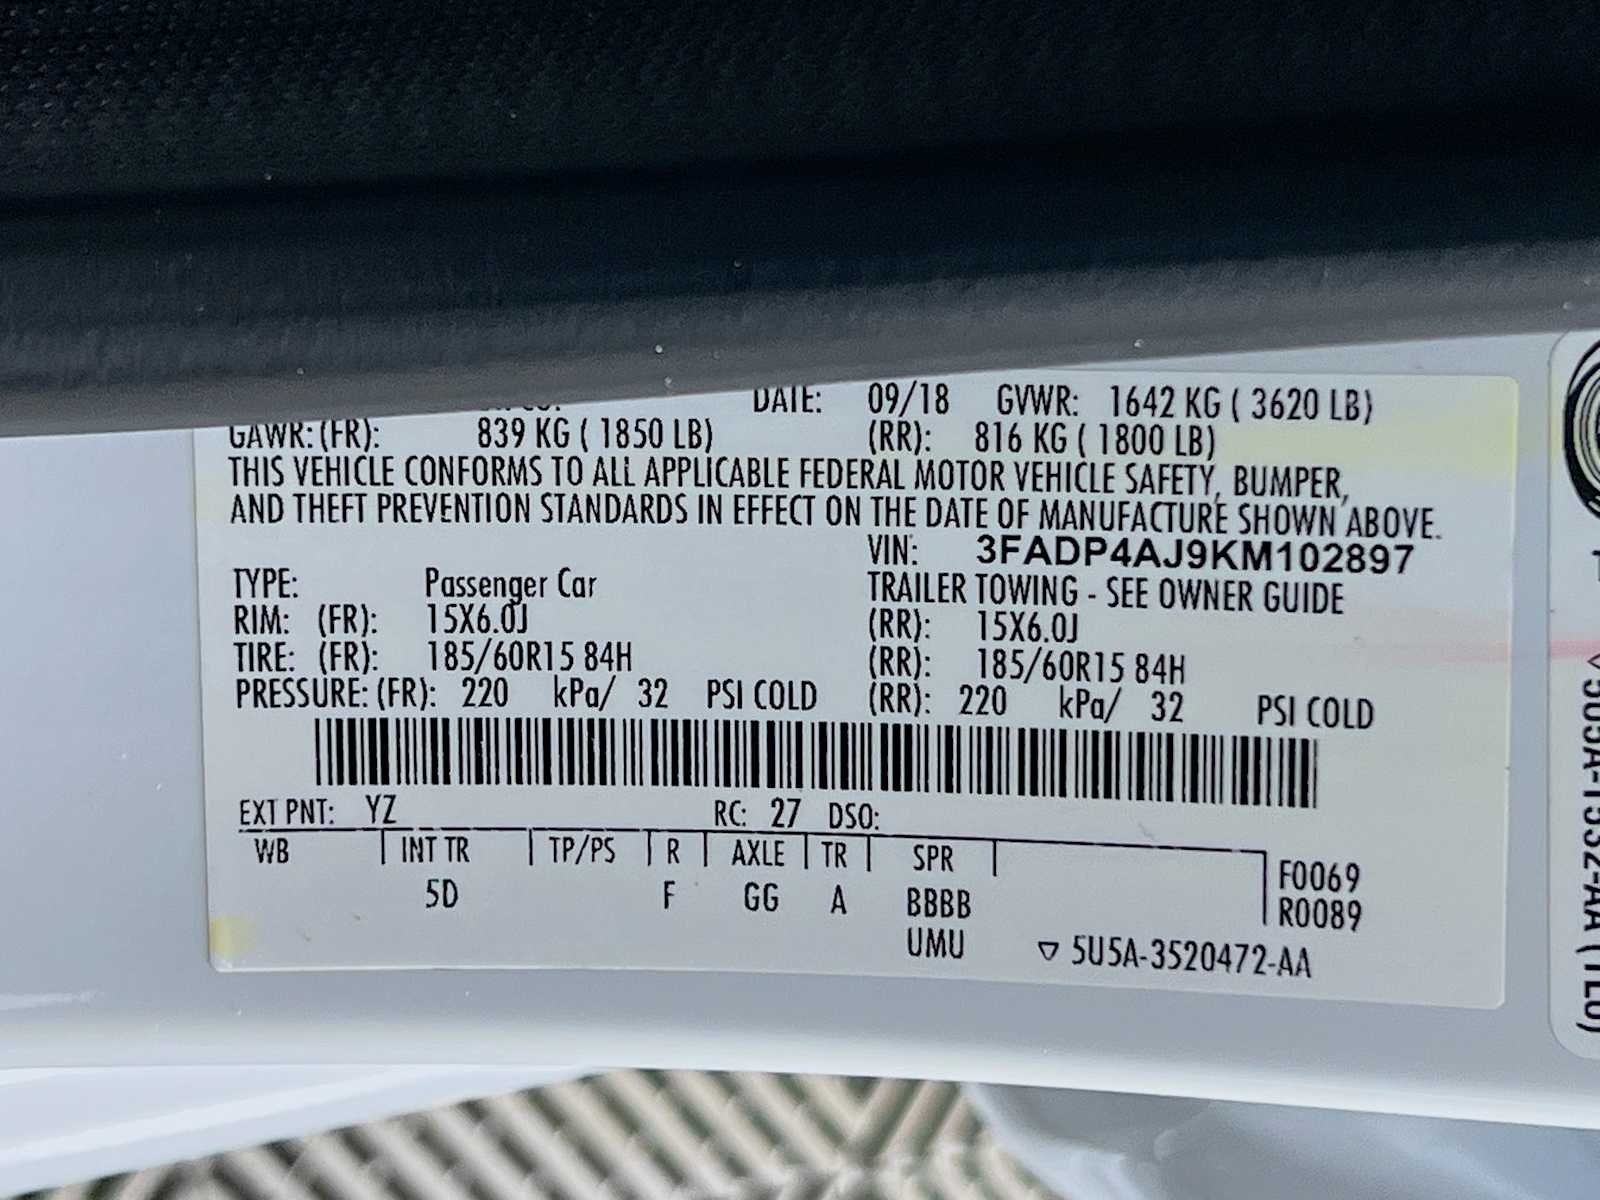 DATE: 09/18 GVWR: 1642 KG ( 3620 LB)
GAWR: (FR): 839 KG ( 1850 LB) (RR): 816 KG ( 1800 LB)
THIS VEHICLE CONFORMS TO ALL APPLICABLE FEDERAL MOTOR VEHICLE SAFETY, BUMPER,
AND THEFT PREVENTION STANDARDS IN EFFECT ON THE DATE OF MANUFACTURE SHOWN ABOVE.
VIN: 3FADP4AJ9KM102897
TYPE: Passenger Car TRAILER TOWING - SEE OWNER GUIDE
RIM: (FR): 15X6.0J (RR): 15X6.0J
TIRE: (FR): 185/60R15 84H (RR): 185/60R15 84H
PRESSURE: (FR): 220 kPa/ 32 PSI COLD (RR): 220 kPa/ 32 PSI COLD
EXT PNT: YZ RC: 27 DSO:
WB INT TR TP/PS R AXLE TR SPR F0069
5D F GG A BBBB R0089
UMU 5U5A-3520472-AA
5U5A-1532-AA (TLU)